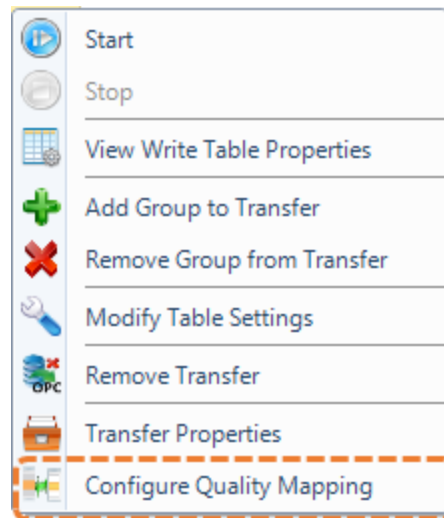 Start
Stop
View Write Table Properties
Add Group to Transfer
Remove Group from Transfer
Modify Table Settings
OPC
Remove Transfer
Transfer Properties
Configure Quality Mapping